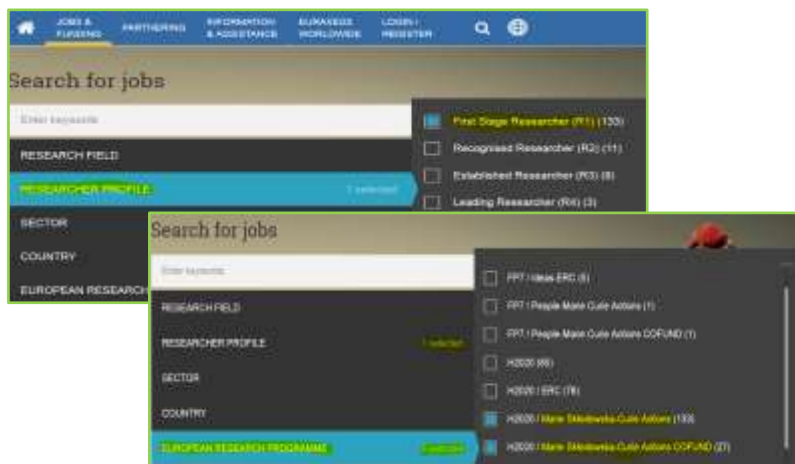 JOBS & FUNDING
PARTNERING
INFORMATION & ASSISTANCE
EURAXESS WORLDWIDE
LOGIN / REGISTER
Search for jobs
Enter keywords
RESEARCH FIELD
RESEARCHER PROFILE 1 selected
SECTOR
COUNTRY
EUROPEAN RESEARCH
First Stage Researcher (R1) (133)
Recognised Researcher (R2) (11)
Established Researcher (R3) (8)
Leading Researcher (R4) (3)
Search for jobs
Enter keywords
RESEARCH FIELD
RESEARCHER PROFILE 1 selected
SECTOR
COUNTRY
EUROPEAN RESEARCH PROGRAMME selected
FP7 / Ideas ERC (6)
FP7 / People Marie Curie Actions (1)
FP7 / People Marie Curie Actions COFUND (1)
H2020
H2020 / ERC (78)
H2020 / Marie Skłodowska-Curie Actions (133)
H2020 / Marie Skłodowska-Curie Actions COFUND (27)